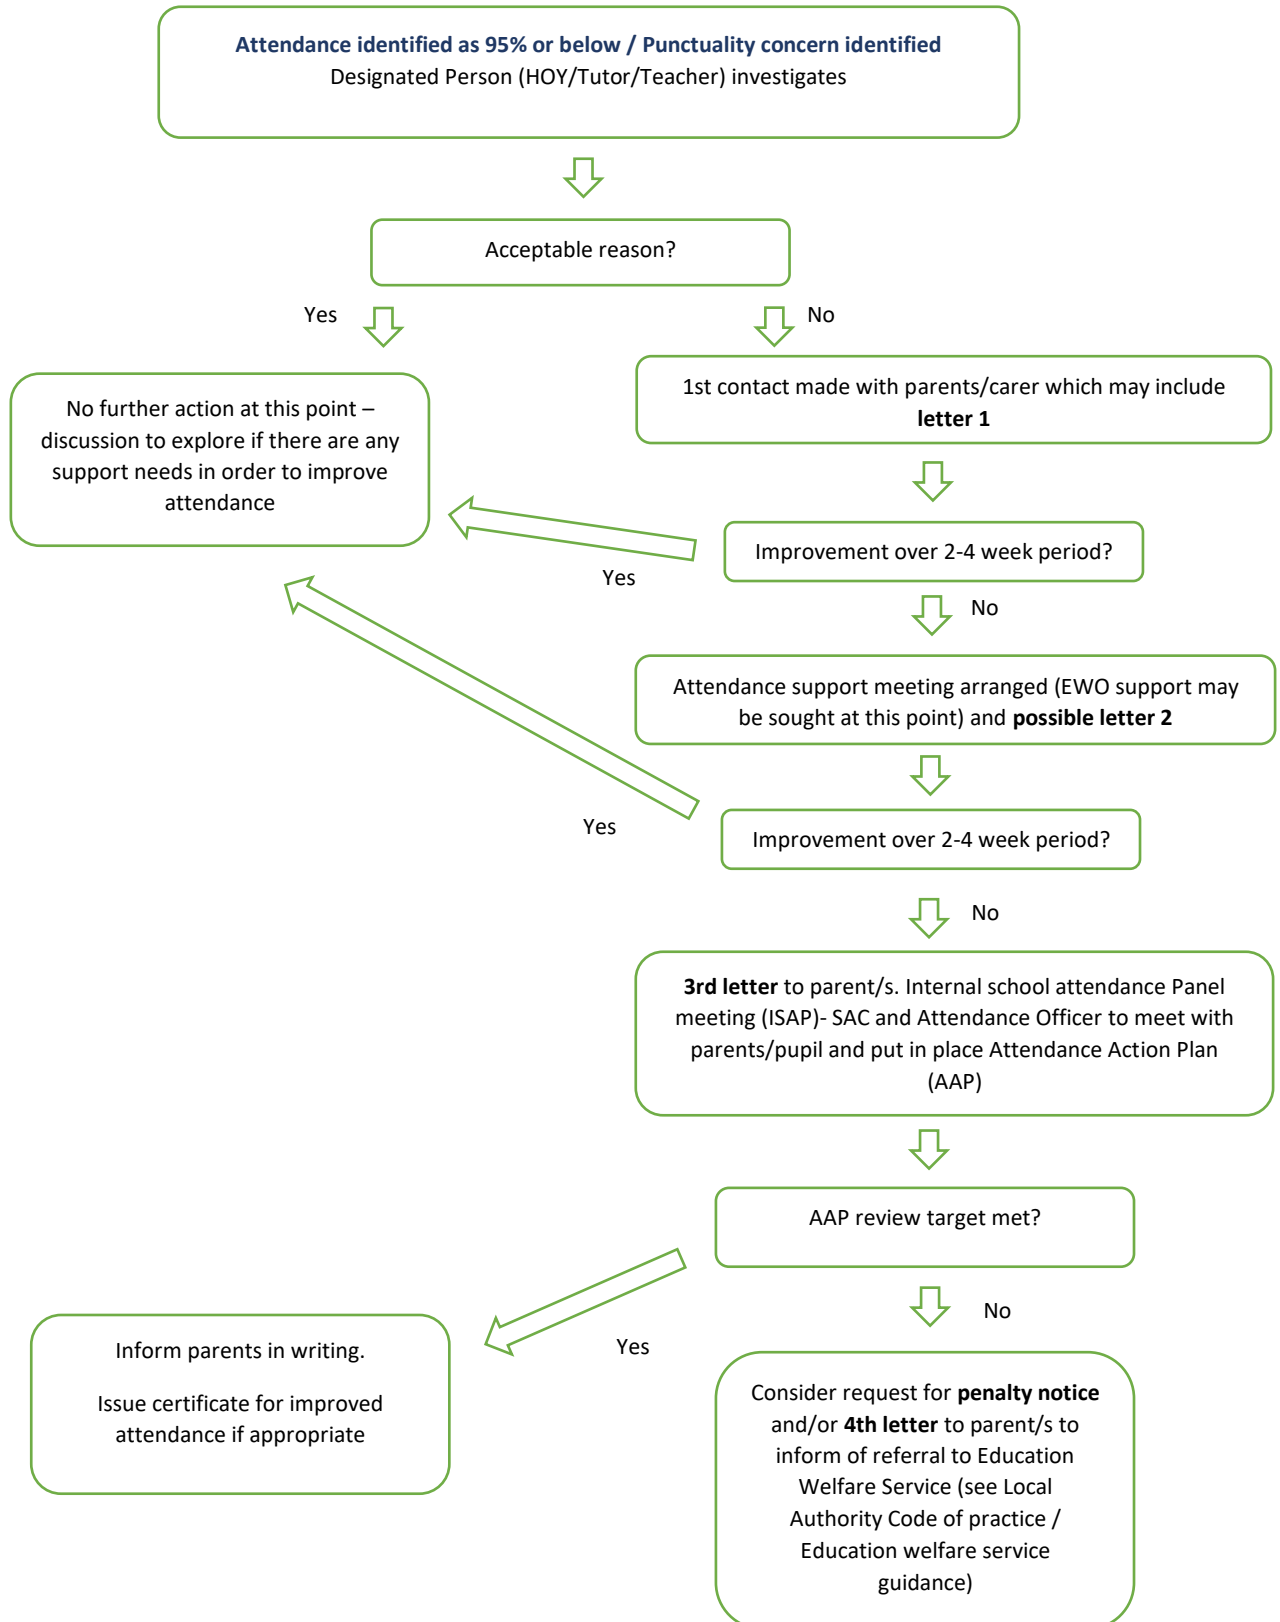 Attendance identified as 95% or below / Punctuality concern identified
Designated Person (HOY/Tutor/Teacher) investigates
Acceptable reason?
Yes
No
No further action at this point –
discussion to explore if there are any
support needs in order to improve
attendance
1st contact made with parents/carer which may include
letter 1
Improvement over 2-4 week period?
Yes
No
Attendance support meeting arranged (EWO support may
be sought at this point) and possible letter 2
Improvement over 2-4 week period?
Yes
No
3rd letter to parent/s. Internal school attendance Panel
meeting (ISAP)- SAC and Attendance Officer to meet with
parents/pupil and put in place Attendance Action Plan
(AAP)
AAP review target met?
No
Yes
Inform parents in writing.
Issue certificate for improved
attendance if appropriate
Consider request for penalty notice
and/or 4th letter to parent/s to
inform of referral to Education
Welfare Service (see Local
Authority Code of practice /
Education welfare service
guidance)